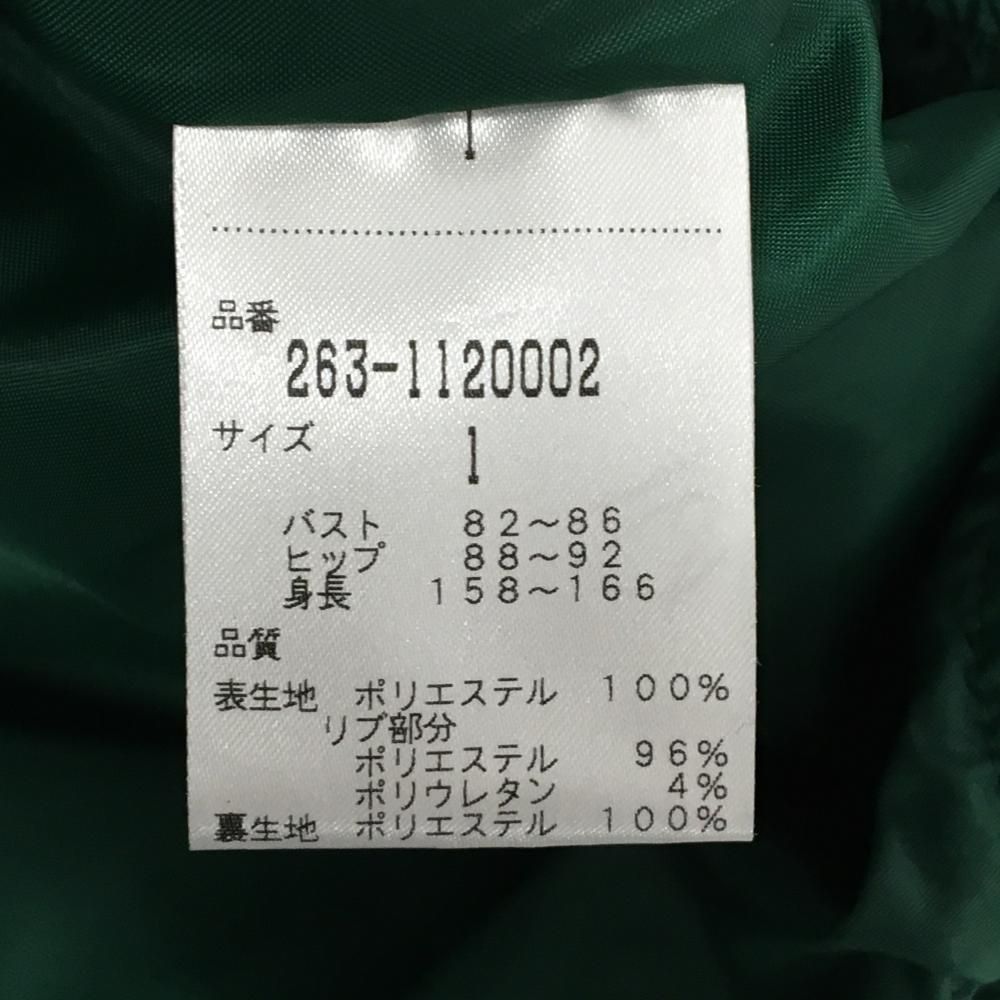 品番
263-1120002
サイズ 1
バスト 82～86
ヒップ 88～92
身長 158～166
品質
表生地 ポリエステル 100%
リブ部分
ポリエステル 96%
ポリウレタン 4%
裏生地 ポリエステル 100%